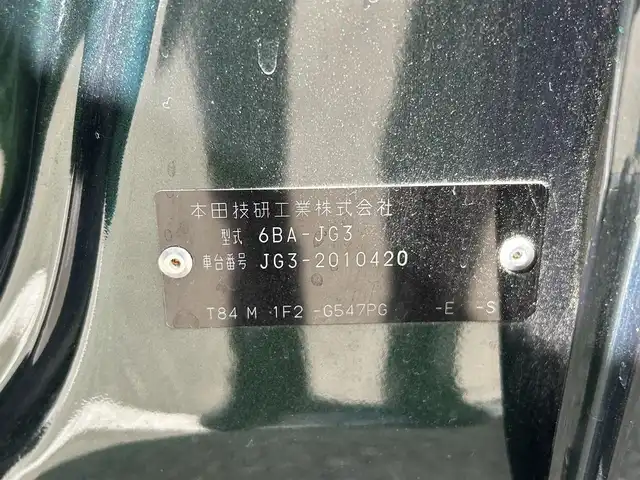 本田技研工業株式会社
型式 6BA-JG3
車台番号 JG3-2010420
T84 M 1F2 -G547PG -E -S